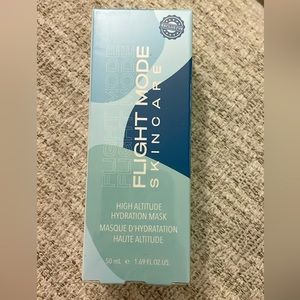 FLIGHT MODE
SKINCARE
HIGH ALTITUDE
HYDRATION MASK
MASQUE D'HYDRATATION
HAUTE ALTITUDE
50 mL e 1.69 FL.OZ.US.